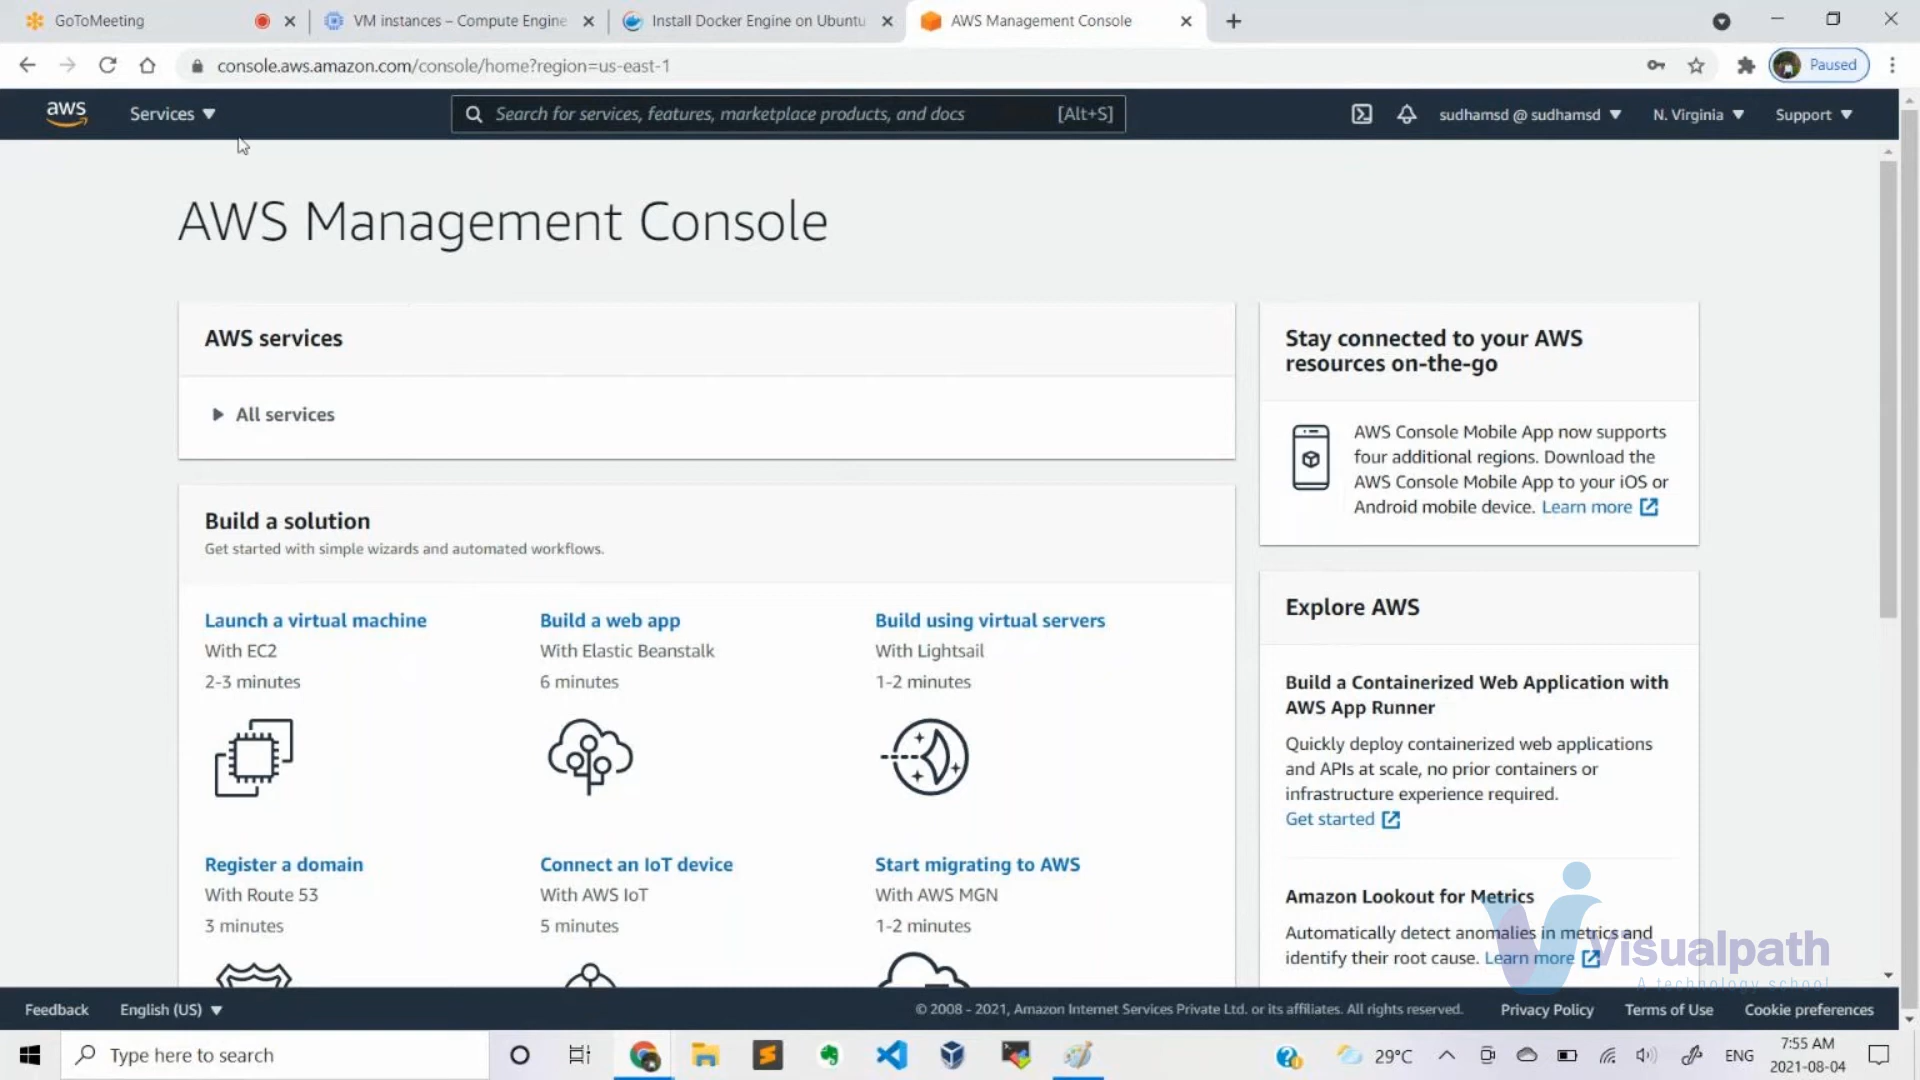 GoToMeeting
VM instances – Compute Engine
Install Docker Engine on Ubuntu
AWS Management Console
console.aws.amazon.com/console/home?region=us-east-1
Paused
aws
Services
Search for services, features, marketplace products, and docs
[Alt+S]
sudhamsd @ sudhamsd
N. Virginia
Support
AWS Management Console
AWS services
All services
Build a solution
Get started with simple wizards and automated workflows.
Launch a virtual machine
With EC2
2-3 minutes
Build a web app
With Elastic Beanstalk
6 minutes
Build using virtual servers
With Lightsail
1-2 minutes
Register a domain
With Route 53
3 minutes
Connect an IoT device
With AWS IoT
5 minutes
Start migrating to AWS
With AWS MGN
1-2 minutes
Stay connected to your AWS
resources on-the-go
AWS Console Mobile App now supports
four additional regions. Download the
AWS Console Mobile App to your iOS or
Android mobile device. Learn more
Explore AWS
Build a Containerized Web Application with
AWS App Runner
Quickly deploy containerized web applications
and APIs at scale, no prior containers or
infrastructure experience required.
Get started
Amazon Lookout for Metrics
Automatically detect anomalies in metrics and
identify their root cause. Learn more
Visualpath
A technology school
Feedback
English (US)
© 2008 - 2021, Amazon Internet Services Private Ltd. or its affiliates. All rights reserved.
Privacy Policy
Terms of Use
Cookie preferences
Type here to search
29°C
ENG
7:55 AM
2021-08-04